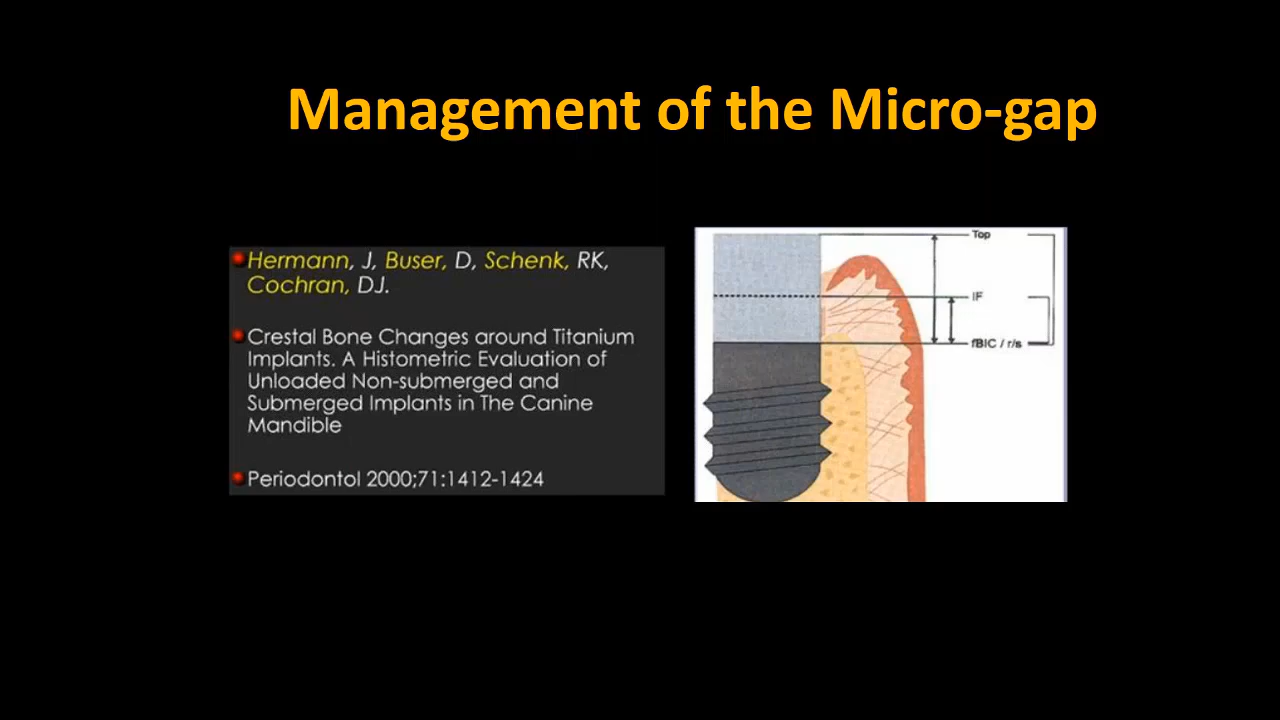 Management of the Micro-gap
Hermann, J, Buser, D, Schenk, RK,
Cochran, DJ.
Crestal Bone Changes around Titanium
Implants. A Histometric Evaluation of
Unloaded Non-submerged and
Submerged Implants in The Canine
Mandible
Periodontol 2000;71:1412-1424
Top
IF
fBIC / r/s